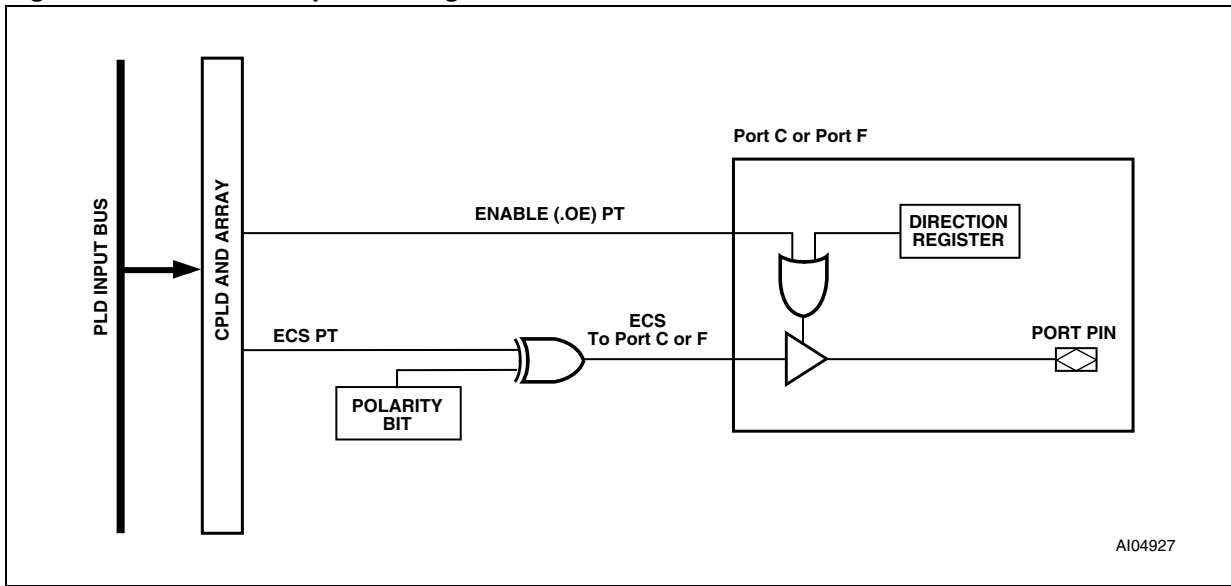 PLD INPUT BUS
CPLD AND ARRAY
Port C or Port F
ENABLE (.OE) PT
DIRECTION
REGISTER
ECS PT
ECS
To Port C or F
PORT PIN
POLARITY
BIT
AI04927